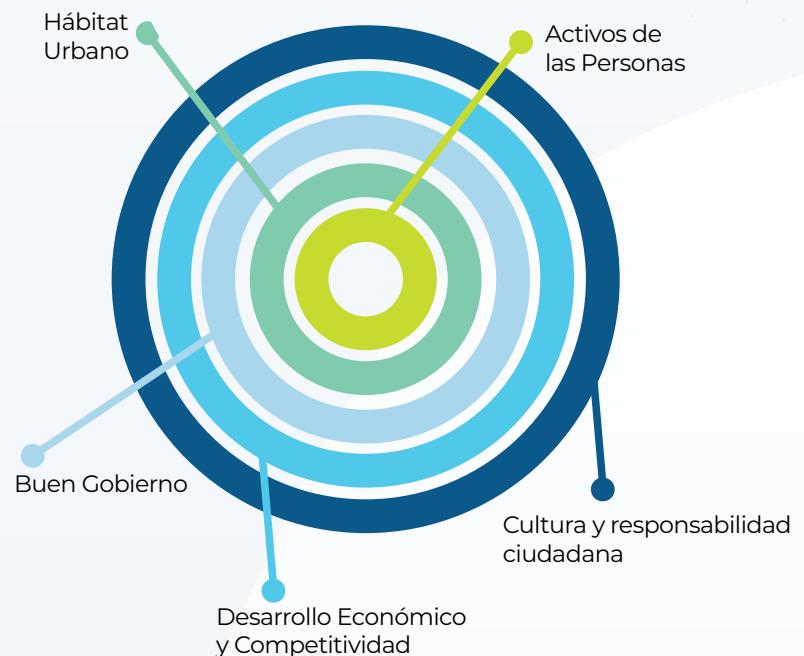 Hábitat
Urbano
Activos de
las Personas
Buen Gobierno
Cultura y responsabilidad
ciudadana
Desarrollo Económico
y Competitividad